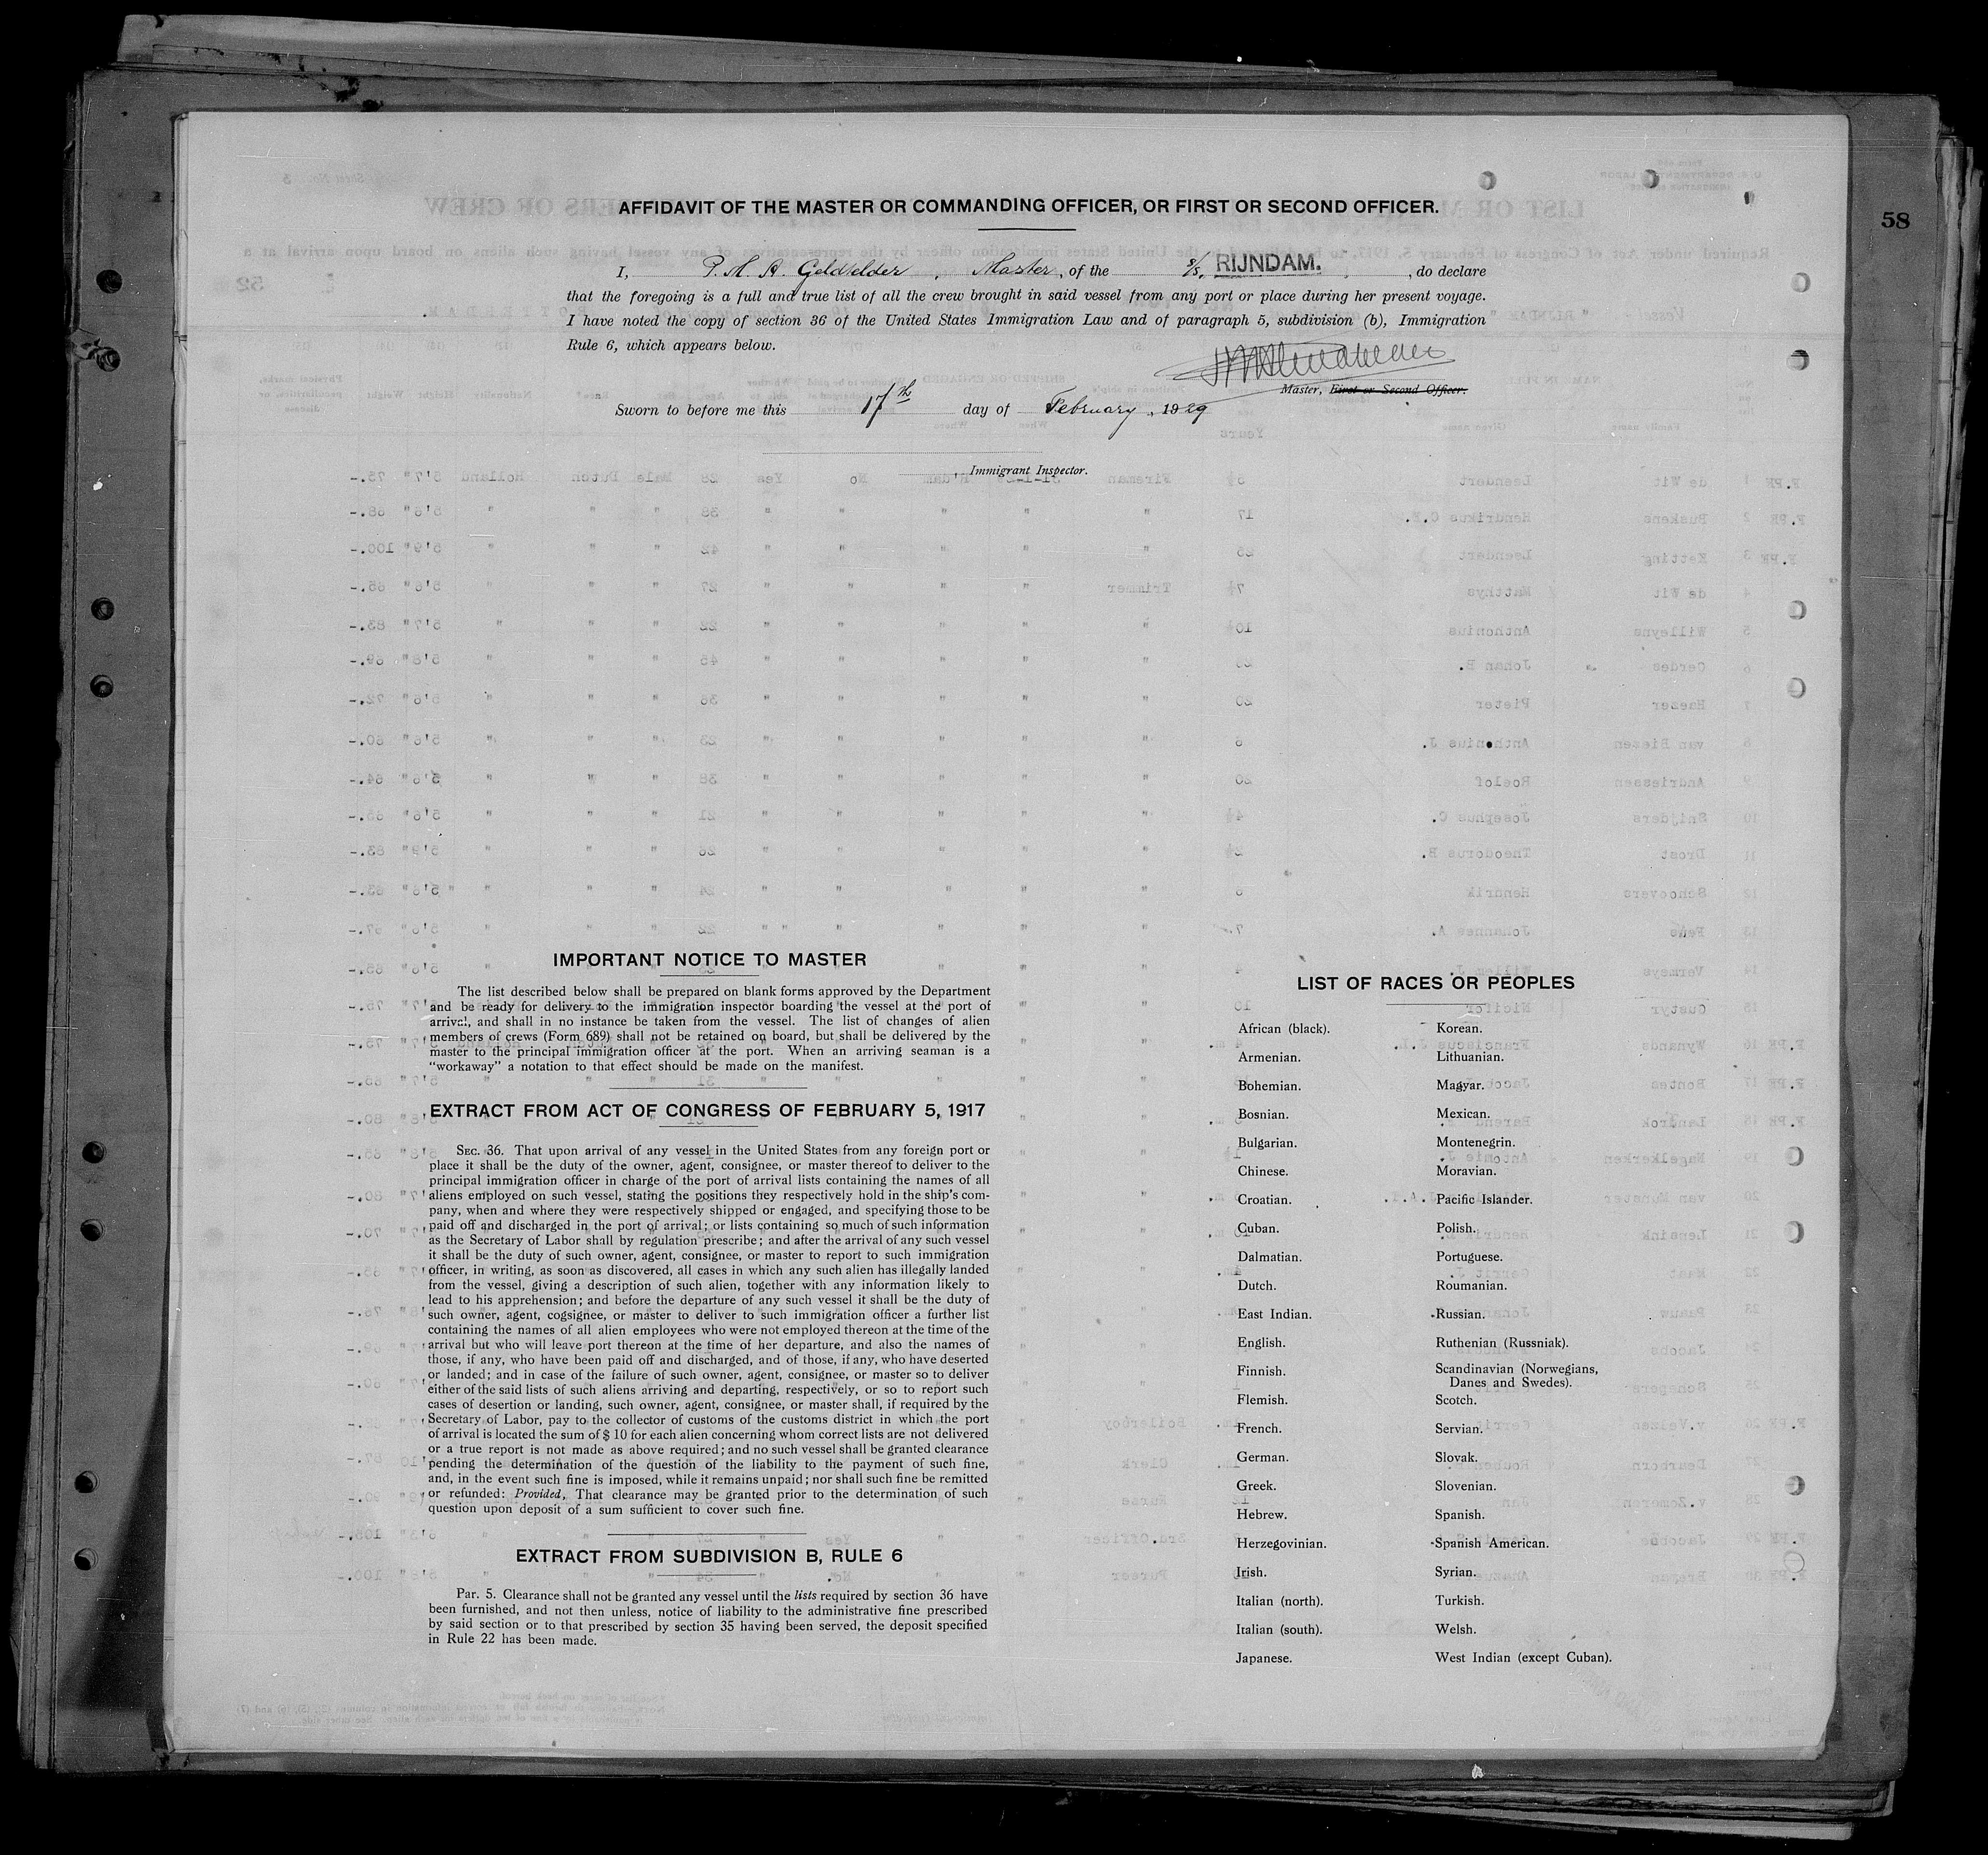 58
AFFIDAVIT OF THE MASTER OR COMMANDING OFFICER, OR FIRST OR SECOND OFFICER.
I, P. M. A. Geldtelder, Master, of the s/s. RIJNDAM., do declare
that the foregoing is a full and true list of all the crew brought in said vessel from any port or place during her present voyage.
I have noted the copy of section 36 of the United States Immigration Law and of paragraph 5, subdivision (b), Immigration
Rule 6, which appears below.
Master, First or Second Officer.
Sworn to before me this 17th day of February, 1929
, Immigrant Inspector.
IMPORTANT NOTICE TO MASTER
The list described below shall be prepared on blank forms approved by the Department
and be ready for delivery to the immigration inspector boarding the vessel at the port of
arrival, and shall in no instance be taken from the vessel. The list of changes of alien
members of crews (Form 689) shall not be retained on board, but shall be delivered by the
master to the principal immigration officer at the port. When an arriving seaman is a
"workaway" a notation to that effect should be made on the manifest.
EXTRACT FROM ACT OF CONGRESS OF FEBRUARY 5, 1917
SEC. 36. That upon arrival of any vessel in the United States from any foreign port or
place it shall be the duty of the owner, agent, consignee, or master thereof to deliver to the
principal immigration officer in charge of the port of arrival lists containing the names of all
aliens employed on such vessel, stating the positions they respectively hold in the ship's com-
pany, when and where they were respectively shipped or engaged, and specifying those to be
paid off and discharged in the port of arrival; or lists containing so much of such information
as the Secretary of Labor shall by regulation prescribe; and after the arrival of any such vessel
it shall be the duty of such owner, agent, consignee, or master to report to such immigration
officer, in writing, as soon as discovered, all cases in which any such alien has illegally landed
from the vessel, giving a description of such alien, together with any information likely to
lead to his apprehension; and before the departure of any such vessel it shall be the duty of
such owner, agent, cogsignee, or master to deliver to such immigration officer a further list
containing the names of all alien employees who were not employed thereon at the time of the
arrival but who will leave port thereon at the time of her departure, and also the names of
those, if any, who have been paid off and discharged, and of those, if any, who have deserted
or landed; and in case of the failure of such owner, agent, consignee, or master so to deliver
either of the said lists of such aliens arriving and departing, respectively, or so to report such
cases of desertion or landing, such owner, agent, consignee, or master shall, if required by the
Secretary of Labor, pay to the collector of customs of the customs district in which the port
of arrival is located the sum of $ 10 for each alien concerning whom correct lists are not delivered
or a true report is not made as above required; and no such vessel shall be granted clearance
pending the determination of the question of the liability to the payment of such fine,
and, in the event such fine is imposed, while it remains unpaid; nor shall such fine be remitted
or refunded: Provided, That clearance may be granted prior to the determination of such
question upon deposit of a sum sufficient to cover such fine.
EXTRACT FROM SUBDIVISION B, RULE 6
Par. 5. Clearance shall not be granted any vessel until the lists required by section 36 have
been furnished, and not then unless, notice of liability to the administrative fine prescribed
by said section or to that prescribed by section 35 having been served, the deposit specified
in Rule 22 has been made.
LIST OF RACES OR PEOPLES
African (black).
Armenian.
Bohemian.
Bosnian.
Bulgarian.
Chinese.
Croatian.
Cuban.
Dalmatian.
Dutch.
East Indian.
English.
Finnish.
Flemish.
French.
German.
Greek.
Hebrew.
Herzegovinian.
Irish.
Italian (north).
Italian (south).
Japanese.
Korean.
Lithuanian.
Magyar.
Mexican.
Montenegrin.
Moravian.
Pacific Islander.
Polish.
Portuguese.
Roumanian.
Russian.
Ruthenian (Russniak).
Scandinavian (Norwegians,
Danes and Swedes).
Scotch.
Servian.
Slovak.
Slovenian.
Spanish.
Spanish American.
Syrian.
Turkish.
Welsh.
West Indian (except Cuban).